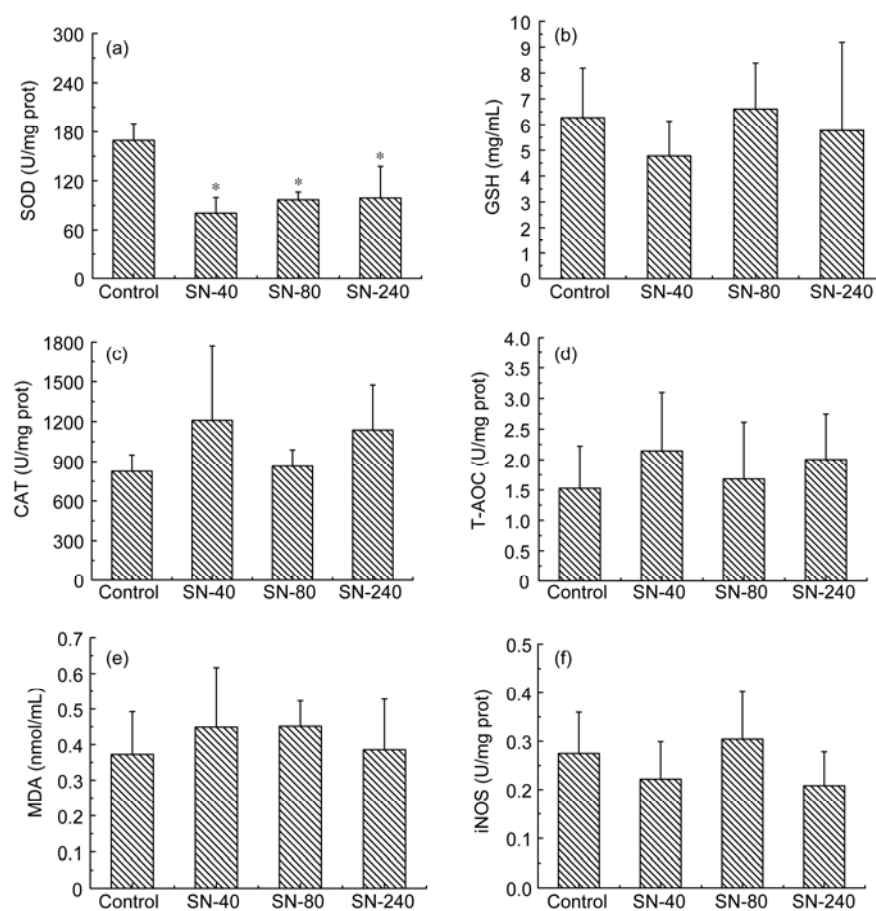 (a)
SOD (U/mg prot)
300
240
180
120
60
0
*
*
*
Control SN-40 SN-80 SN-240
(b)
GSH (mg/mL)
10
9
8
7
6
5
4
3
2
1
0
Control SN-40 SN-80 SN-240
(c)
CAT (U/mg prot)
1800
1500
1200
900
600
300
0
Control SN-40 SN-80 SN-240
(d)
T-AOC (U/mg prot)
4.0
3.5
3.0
2.5
2.0
1.5
1.0
0.5
0.0
Control SN-40 SN-80 SN-240
(e)
MDA (nmol/mL)
0.7
0.6
0.5
0.4
0.3
0.2
0.1
0
Control SN-40 SN-80 SN-240
(f)
iNOS (U/mg prot)
0.5
0.4
0.3
0.2
0.1
0.0
Control SN-40 SN-80 SN-240